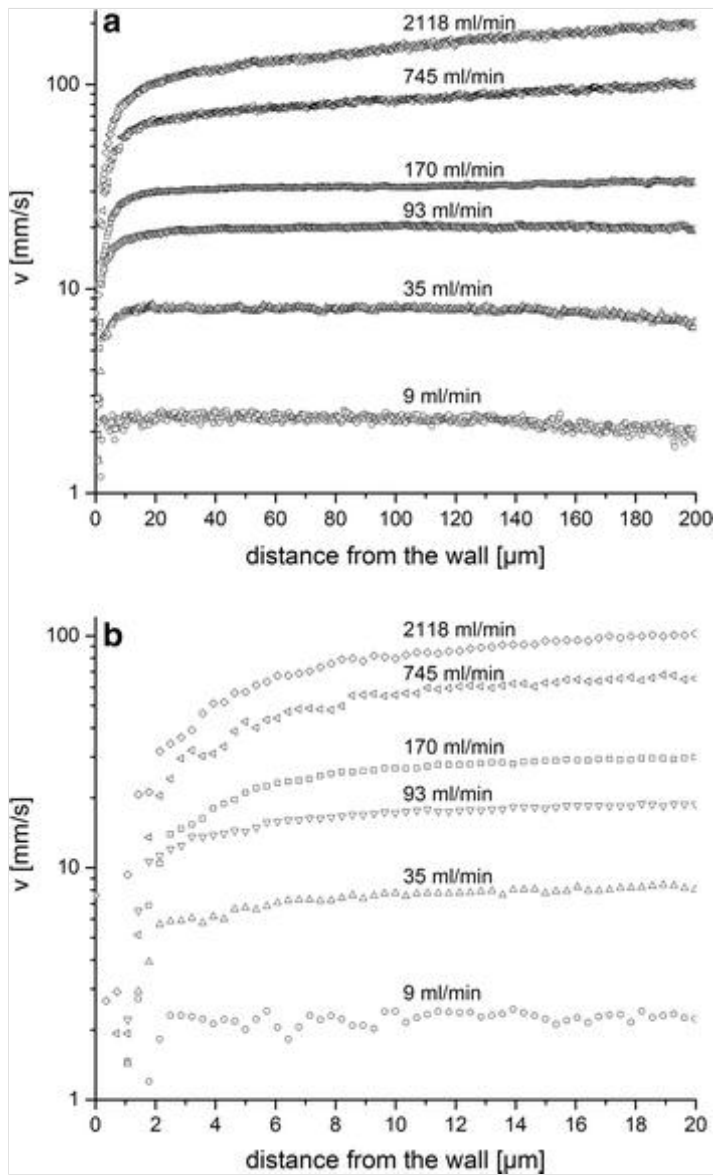 a
2118 ml/min
100
745 ml/min
170 ml/min
v [mm/s]
93 ml/min
10
35 ml/min
9 ml/min
1
0 20 40 60 80 100 120 140 160 180 200
distance from the wall [µm]
b
100
2118 ml/min
745 ml/min
170 ml/min
v [mm/s]
93 ml/min
10
35 ml/min
9 ml/min
1
0 2 4 6 8 10 12 14 16 18 20
distance from the wall [µm]